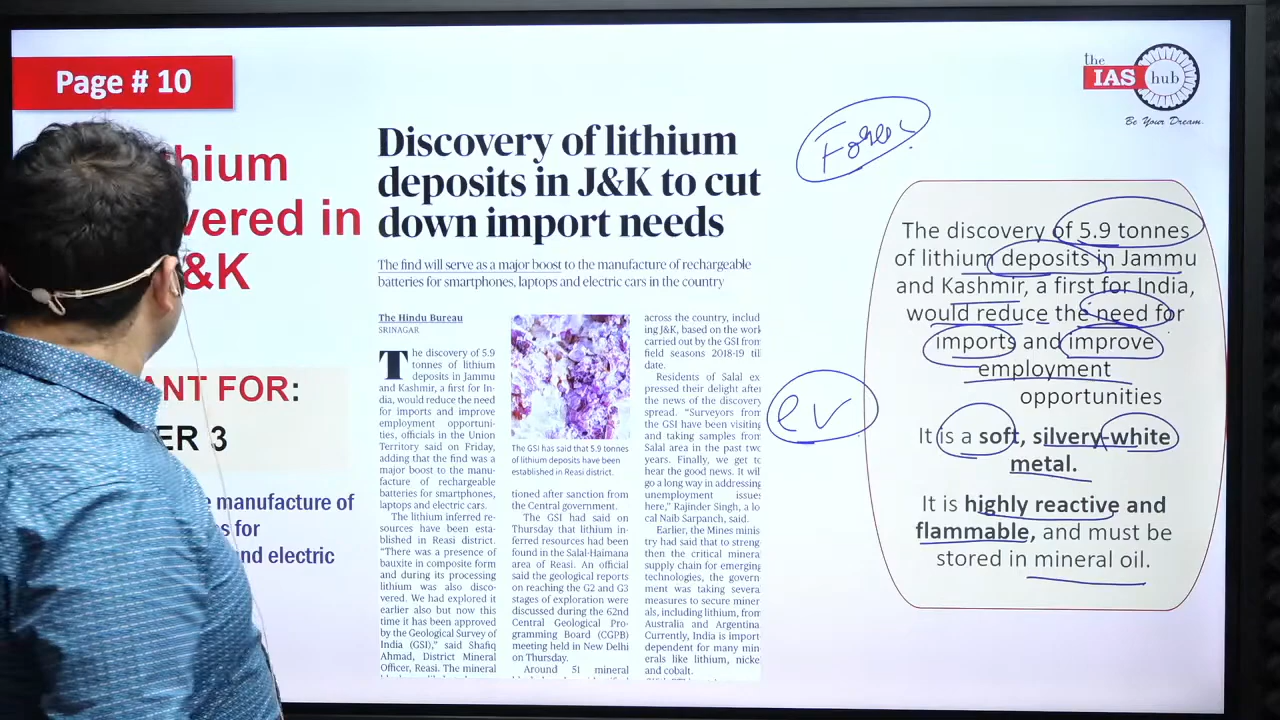 Page # 10
the
IAS hub
Be Your Dream.
hium
vered in
&K
ANT FOR:
ER 3
e manufacture of
s for
nd electric
Discovery of lithium
deposits in J&K to cut
down import needs
The find will serve as a major boost to the manufacture of rechargeable
batteries for smartphones, laptops and electric cars in the country
The Hindu Bureau
SRINAGAR
The discovery of 5.9
tonnes of lithium
deposits in Jammu
and Kashmir, a first for In-
dia, would reduce the need
for imports and improve
employment opportuni-
ties, officials in the Union
Territory said on Friday,
adding that the find was a
major boost to the manu-
facture of rechargeable
batteries for smartphones,
laptops and electric cars.
The lithium inferred re-
sources have been esta-
blished in Reasi district.
“There was a presence of
bauxite in composite form
and during its processing
lithium was also disco-
vered. We had explored it
earlier also but now this
time it has been approved
by the Geological Survey of
India (GSI),” said Shafiq
Ahmad, District Mineral
Officer, Reasi. The mineral
The GSI has said that 5.9 tonnes
of lithium deposits have been
established in Reasi district.
tioned after sanction from
the Central government.
The GSI had said on
Thursday that lithium in-
ferred resources had been
found in the Salal-Haimana
area of Reasi. An official
said the geological reports
on reaching the G2 and G3
stages of exploration were
discussed during the 62nd
Central Geological Pro-
gramming Board (CGPB)
meeting held in New Delhi
on Thursday.
Around 51 mineral
across the country, includ
ing J&K, based on the work
carried out by the GSI from
field seasons 2018-19 till
date.
Residents of Salal ex
pressed their delight after
the news of the discovery
spread. “Surveyors from
the GSI have been visiting
and taking samples from
Salal area in the past two
years. Finally, we get to
hear the good news. It will
go a long way in addressing
unemployment issues
here,” Rajinder Singh, a lo
cal Naib Sarpanch, said.
Earlier, the Mines minis
try had said that to streng
then the critical minera
supply chain for emerging
technologies, the govern
ment was taking severa
measures to secure miner
als, including lithium, from
Australia and Argentina
Currently, India is import
dependent for many min
erals like lithium, nicke
and cobalt.
ev
The discovery of 5.9 tonnes
of lithium deposits in Jammu
and Kashmir, a first for India,
would reduce the need for
imports and improve
employment
opportunities
It is a soft, silvery-white
metal.
It is highly reactive and
flammable, and must be
stored in mineral oil.